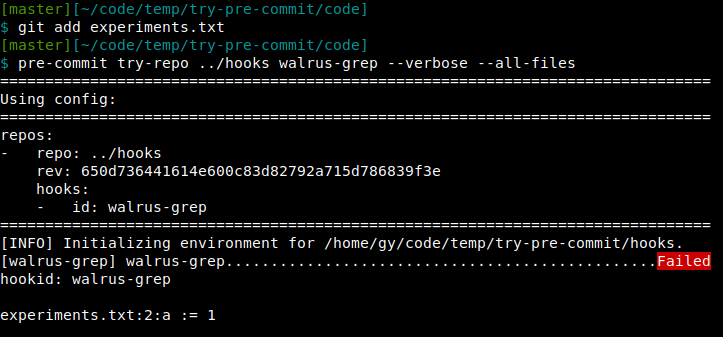 [master][~/code/temp/try-pre-commit/code]
$ git add experiments.txt
[master][~/code/temp/try-pre-commit/code]
$ pre-commit try-repo ../hooks walrus-grep --verbose --all-files
===============================================================================
Using config:
===============================================================================
repos:
-   repo: ../hooks
    rev: 650d736441614e600c83d82792a715d786839f3e
    hooks:
    -   id: walrus-grep
===============================================================================
[INFO] Initializing environment for /home/gy/code/temp/try-pre-commit/hooks.
[walrus-grep] walrus-grep................................................Failed
hookid: walrus-grep

experiments.txt:2:a := 1